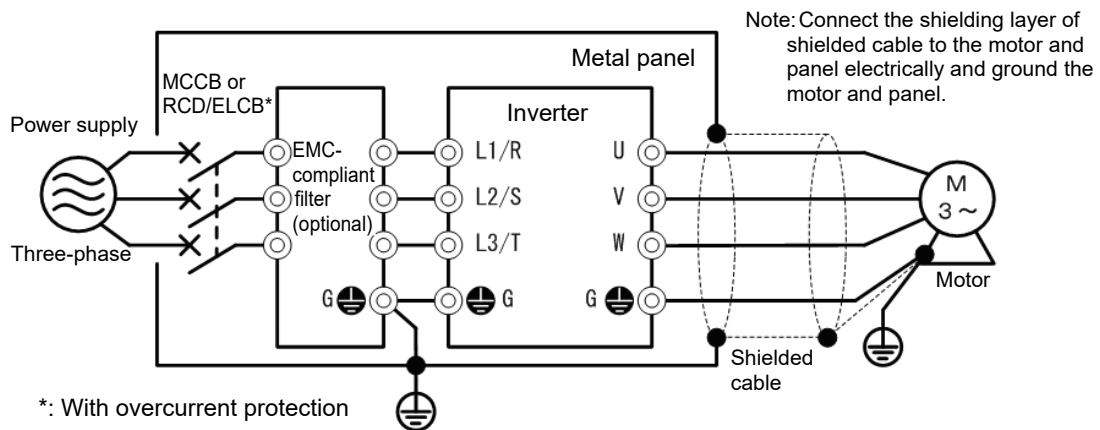 Note: Connect the shielding layer of
shielded cable to the motor and
panel electrically and ground the
motor and panel.
Metal panel
MCCB or
RCD/ELCB*
Power supply
Three-phase
EMC-
compliant
filter
(optional)
G
Inverter
L1/R
L2/S
L3/T
G
U
V
W
G
M
3～
Motor
Shielded
cable
*: With overcurrent protection